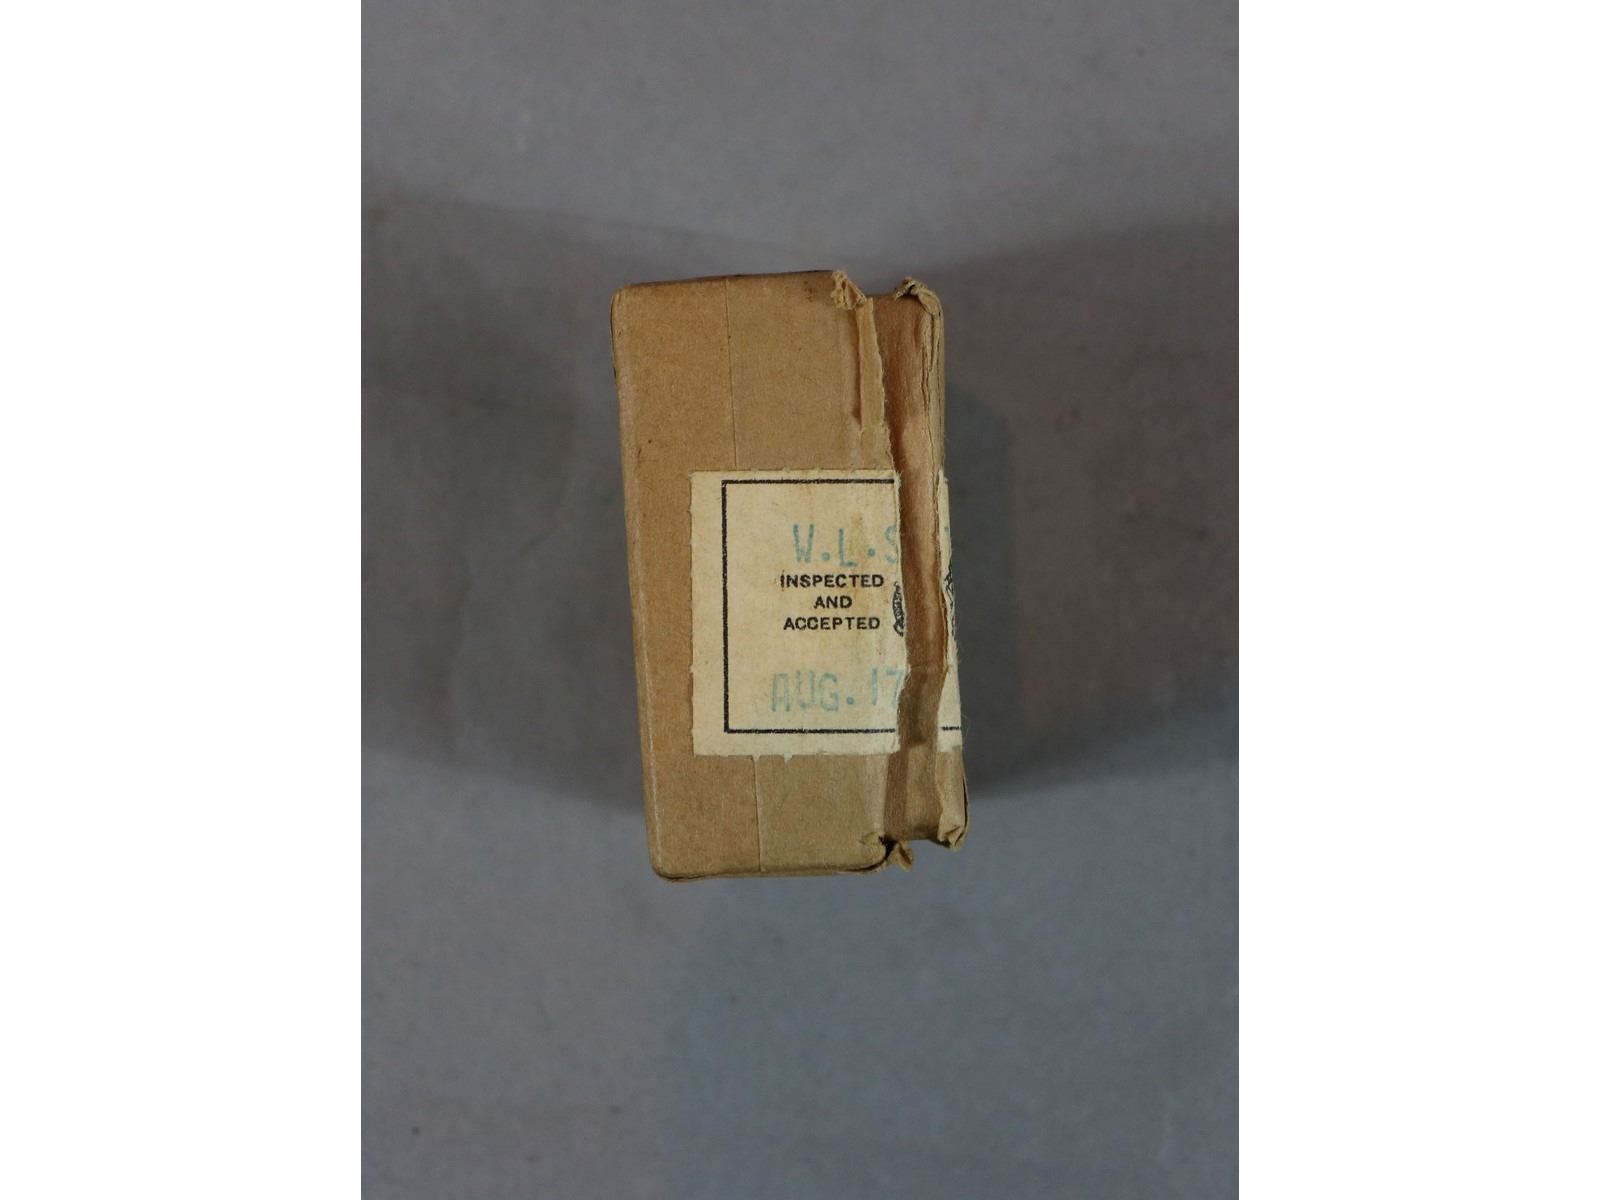 W.L.S
INSPECTED
AND
ACCEPTED
AUG. 17